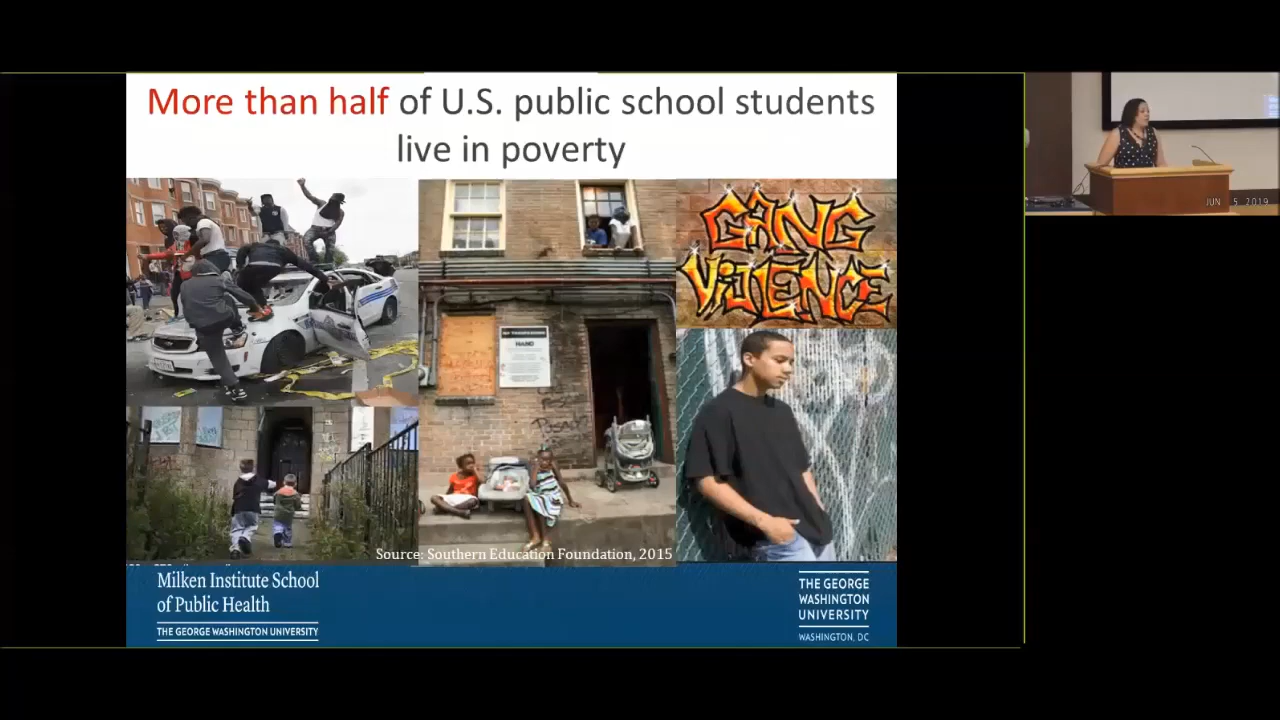 More than half of U.S. public school students
live in poverty
GANG
VIOLENCE
Source: Southern Education Foundation, 2015
Milken Institute School
of Public Health
THE GEORGE WASHINGTON UNIVERSITY
THE GEORGE
WASHINGTON
UNIVERSITY
WASHINGTON, DC
JUN 5 2019